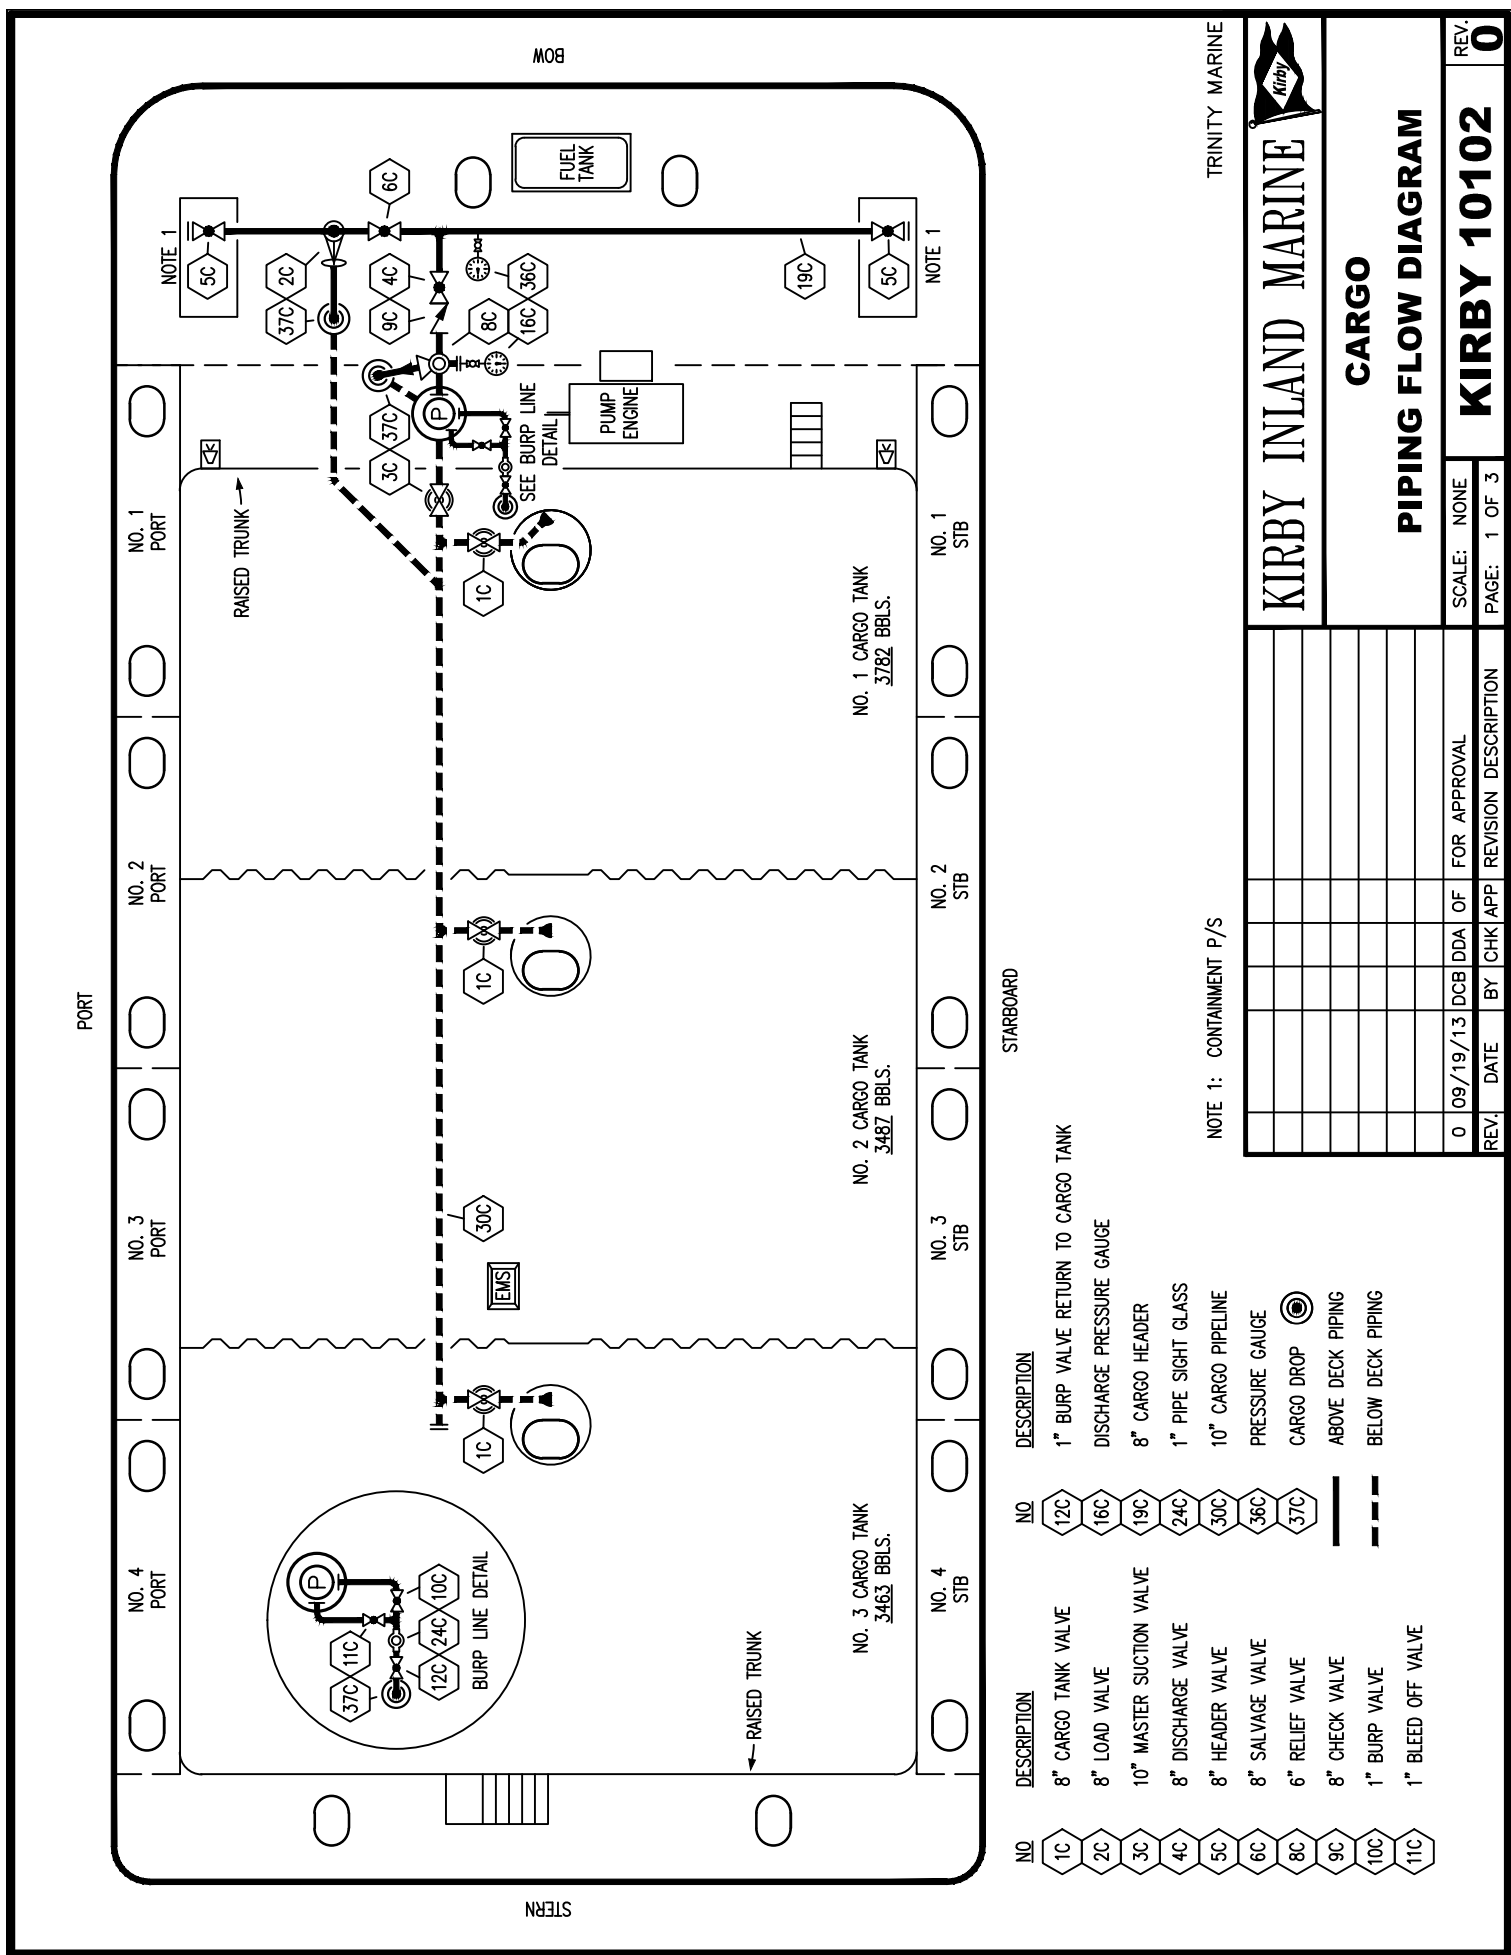 PORT
BOW
STERN
STARBOARD
NO. 4
PORT
NO. 3
PORT
NO. 2
PORT
NO. 1
PORT
RAISED TRUNK
NOTE 1
5C
2C
37C
6C
4C
9C
8C
16C
36C
FUEL
TANK
19C
5C
NOTE 1
37C
3C
P
SEE BURP LINE
DETAIL
PUMP
ENGINE
1C
1C
30C
EMS
1C
P
11C
37C
10C
24C
12C
BURP LINE DETAIL
RAISED TRUNK
NO. 3 CARGO TANK
3463 BBLS.
NO. 2 CARGO TANK
3487 BBLS.
NO. 1 CARGO TANK
3782 BBLS.
NO. 4
STB
NO. 3
STB
NO. 2
STB
NO. 1
STB
NO DESCRIPTION
1C 8" CARGO TANK VALVE
2C 8" LOAD VALVE
3C 10" MASTER SUCTION VALVE
4C 8" DISCHARGE VALVE
5C 8" HEADER VALVE
6C 8" SALVAGE VALVE
8C 6" RELIEF VALVE
9C 8" CHECK VALVE
10C 1" BURP VALVE
11C 1" BLEED OFF VALVE
NO DESCRIPTION
12C 1" BURP VALVE RETURN TO CARGO TANK
16C DISCHARGE PRESSURE GAUGE
19C 8" CARGO HEADER
24C 1" PIPE SIGHT GLASS
30C 10" CARGO PIPELINE
36C PRESSURE GAUGE
37C CARGO DROP
ABOVE DECK PIPING
BELOW DECK PIPING
NOTE 1: CONTAINMENT P/S
TRINITY MARINE
KIRBY INLAND MARINE
Kirby
CARGO
PIPING FLOW DIAGRAM
0 09/19/13 DCB DDA OF FOR APPROVAL
REV. DATE BY CHK APP REVISION DESCRIPTION
SCALE: NONE
PAGE: 1 OF 3
KIRBY 10102
REV.
0